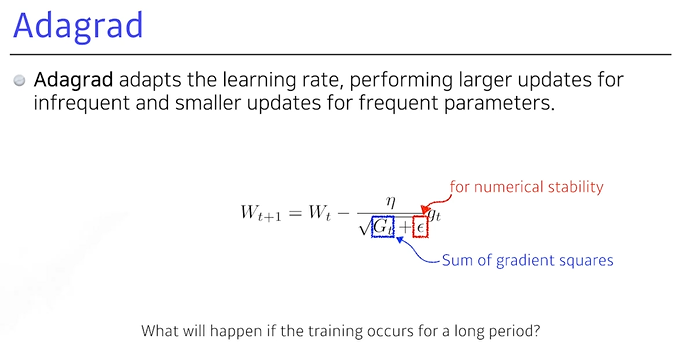 Adagrad
Adagrad adapts the learning rate, performing larger updates for
infrequent and smaller updates for frequent parameters.
for numerical stability
W_{t+1} = W_t − \frac{η}{\sqrt{G_t + ϵ}} g_t
Sum of gradient squares
What will happen if the training occurs for a long period?